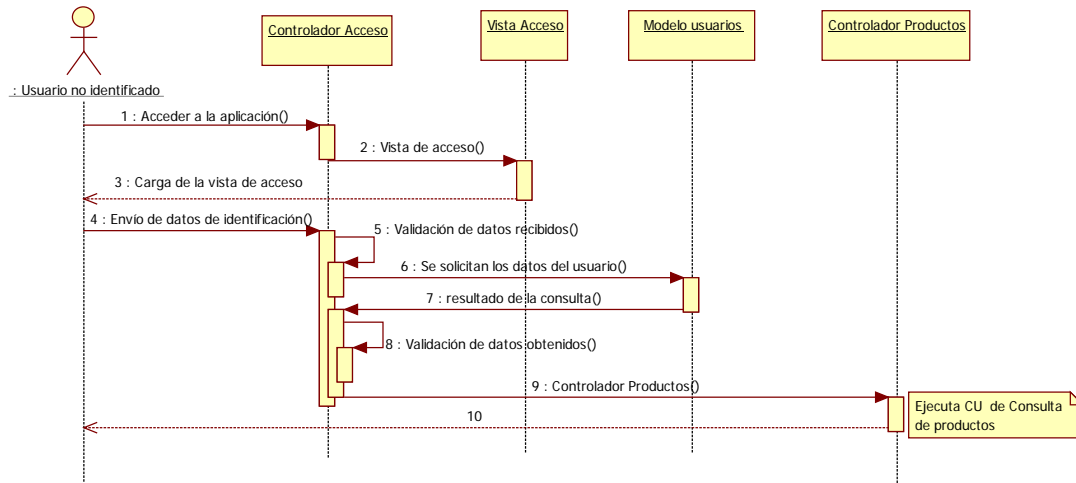 Controlador Acceso
Vista Acceso
Modelo usuarios
Controlador Productos
: Usuario no identificado
1 : Acceder a la aplicación()
2 : Vista de acceso()
3 : Carga de la vista de acceso
4 : Envío de datos de identificación()
5 : Validación de datos recibidos()
6 : Se solicitan los datos del usuario()
7 : resultado de la consulta()
8 : Validación de datos obtenidos()
9 : Controlador Productos()
Ejecuta CU de Consulta
de productos
10